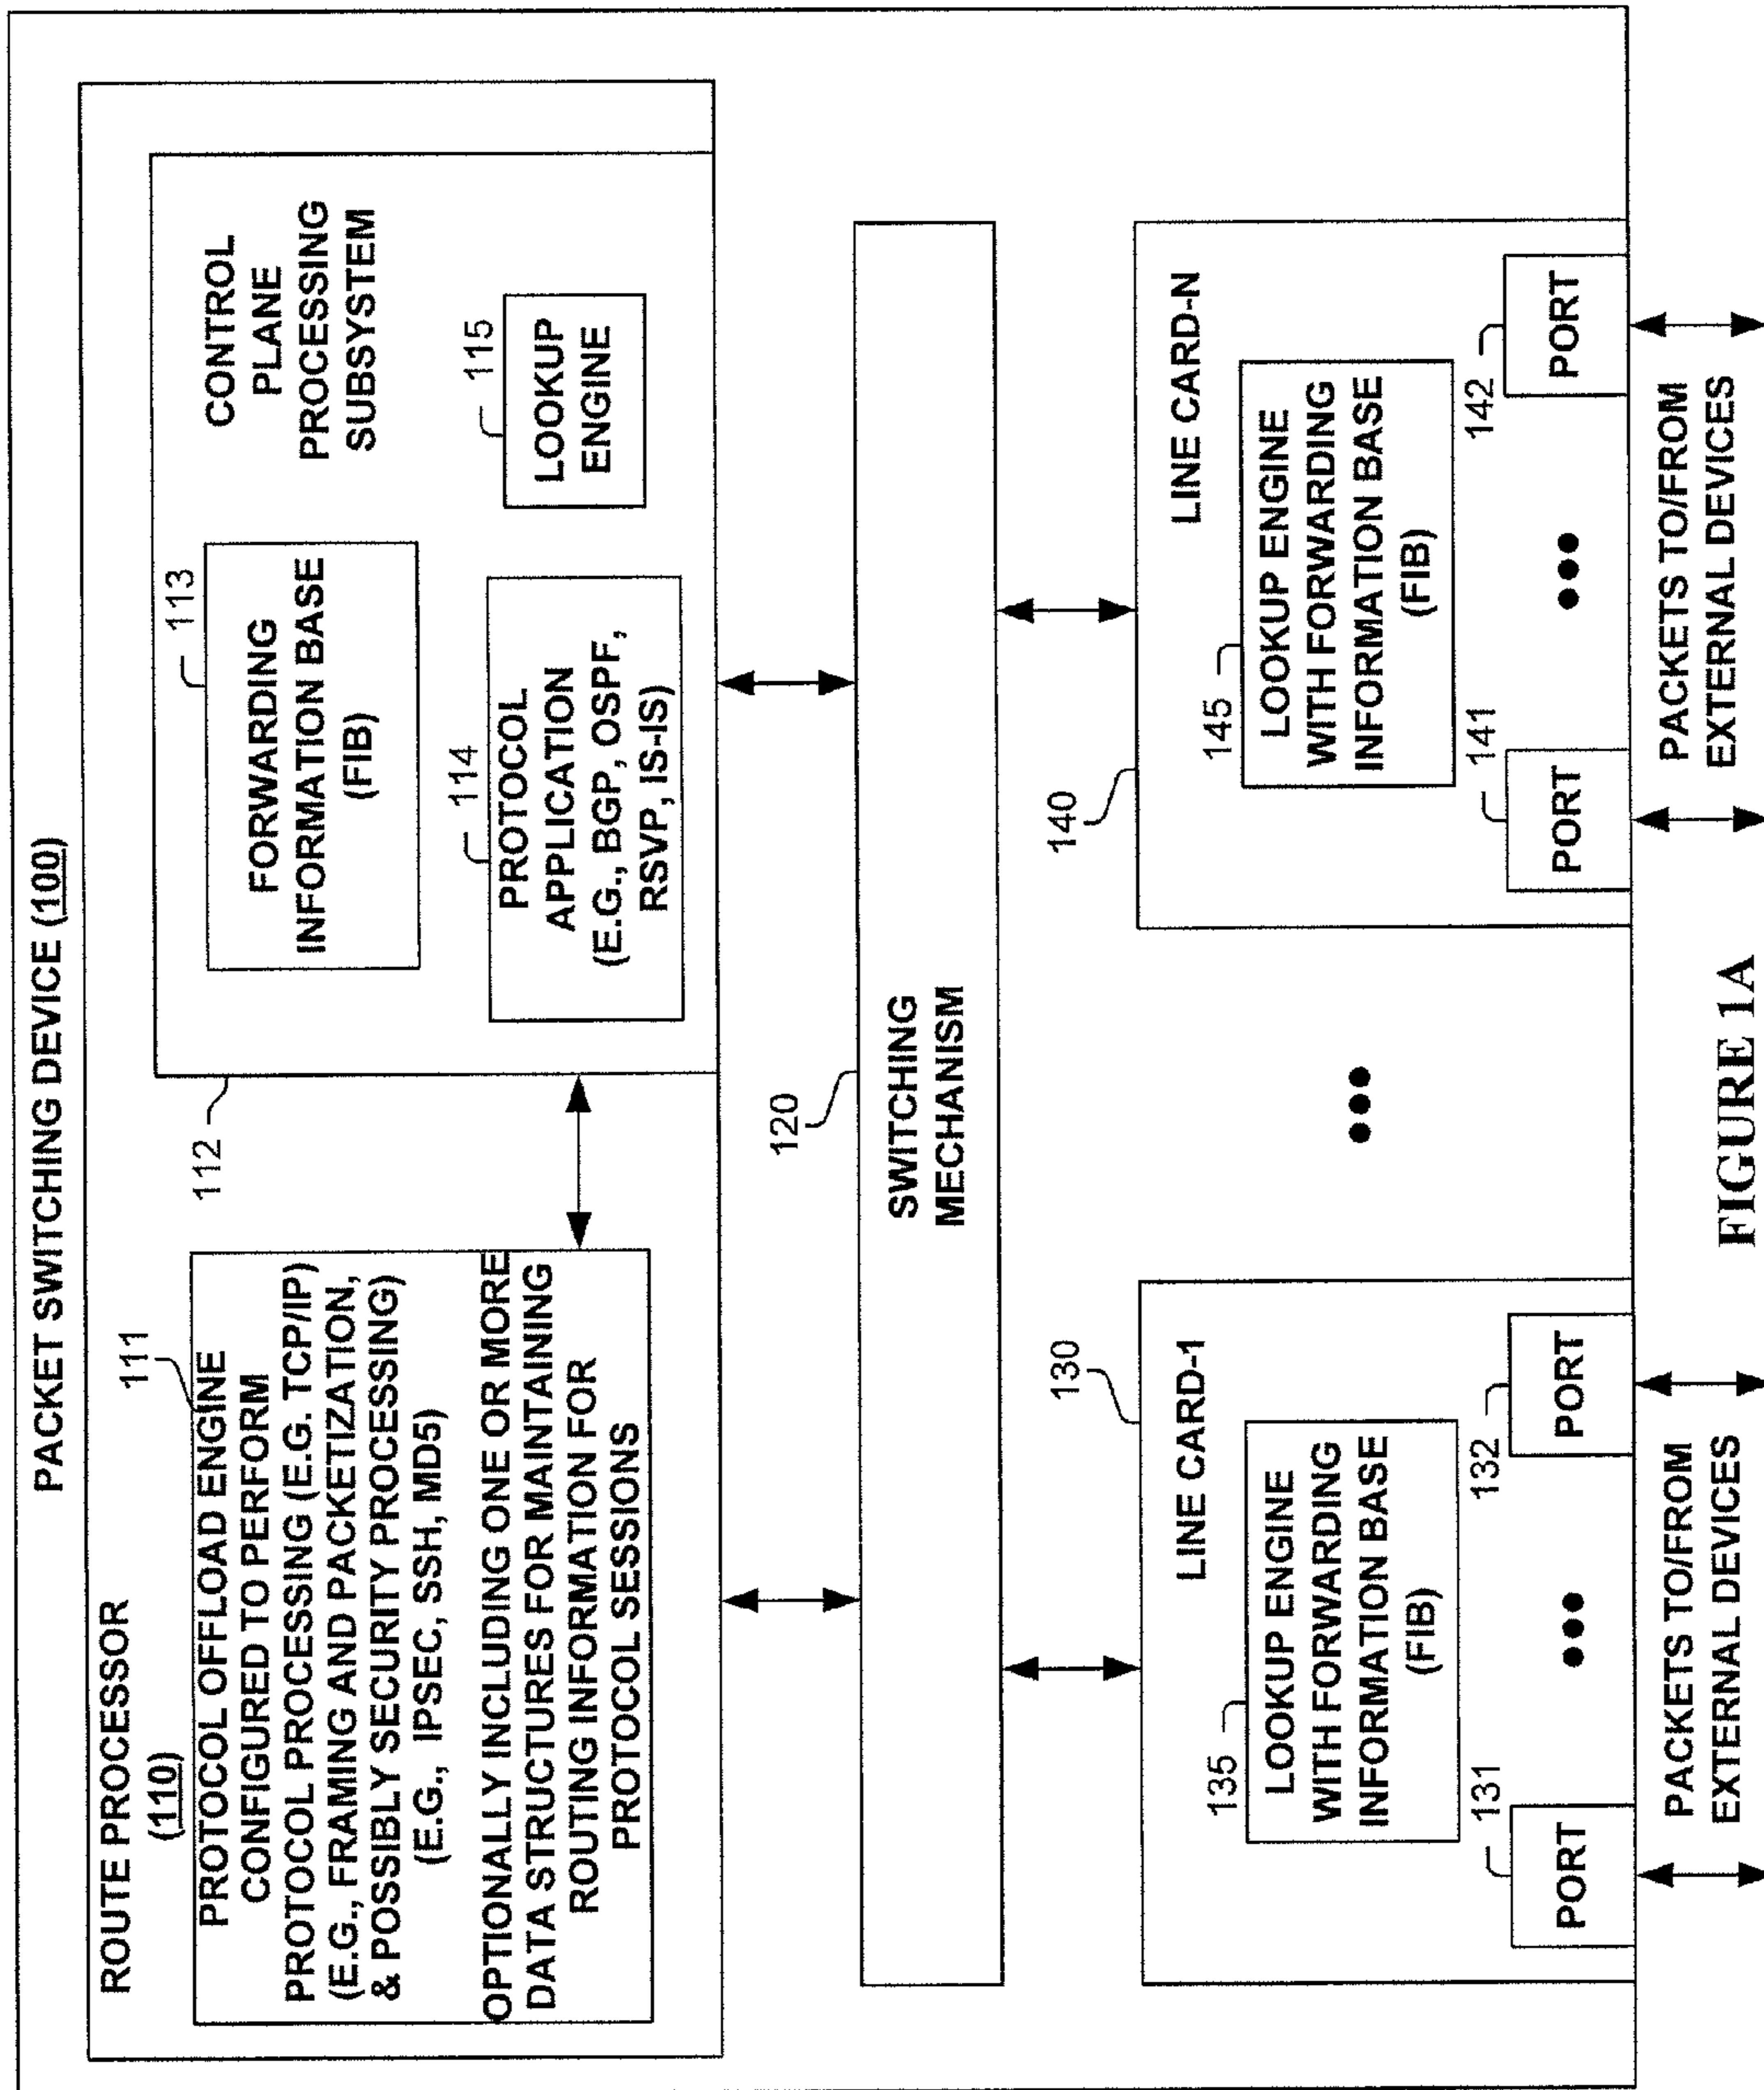 PACKET SWITCHING DEVICE (100)
ROUTE PROCESSOR
(110)
111
PROTOCOL OFFLOAD ENGINE
CONFIGURED TO PERFORM
PROTOCOL PROCESSING (E.G. TCP/IP)
(E.G., FRAMING AND PACKETIZATION,
& POSSIBLY SECURITY PROCESSING)
(E.G., IPSEC, SSH, MD5)
OPTIONALLY INCLUDING ONE OR MORE
DATA STRUCTURES FOR MAINTAINING
ROUTING INFORMATION FOR
PROTOCOL SESSIONS
112
113
FORWARDING
INFORMATION BASE
(FIB)
CONTROL
PLANE
PROCESSING
SUBSYSTEM
114
PROTOCOL
APPLICATION
(E.G., BGP, OSPF,
RSVP, IS-IS)
115
LOOKUP
ENGINE
120
SWITCHING
MECHANISM
130
LINE CARD-1
135
LOOKUP ENGINE
WITH FORWARDING
INFORMATION BASE
(FIB)
131
PORT
132
PORT
PACKETS TO/FROM
EXTERNAL DEVICES
140
LINE CARD-N
145
LOOKUP ENGINE
WITH FORWARDING
INFORMATION BASE
(FIB)
141
PORT
142
PORT
PACKETS TO/FROM
EXTERNAL DEVICES
FIGURE 1A